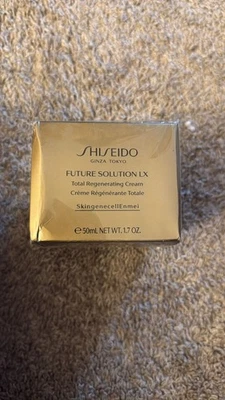 SHISEIDO
GINZA TOKYO
FUTURE SOLUTION LX
Total Regenerating Cream
Crème Régénérante Totale
SkingenecellEnmei
℮50mL NET WT. 1.7 OZ.